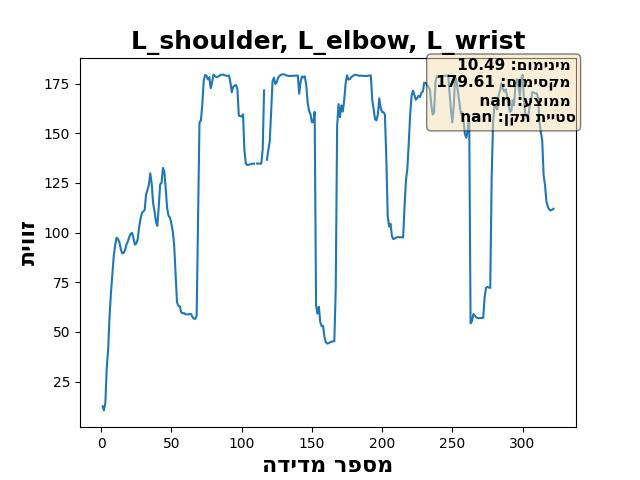 L_shoulder, L_elbow, L_wrist
מינימום: 10.49
מקסימום: 179.61
ממוצע: nan
סטיית תקן: nan
175
150
125
100
75
50
25
זווית
0 50 100 150 200 250 300
מספר מדידה